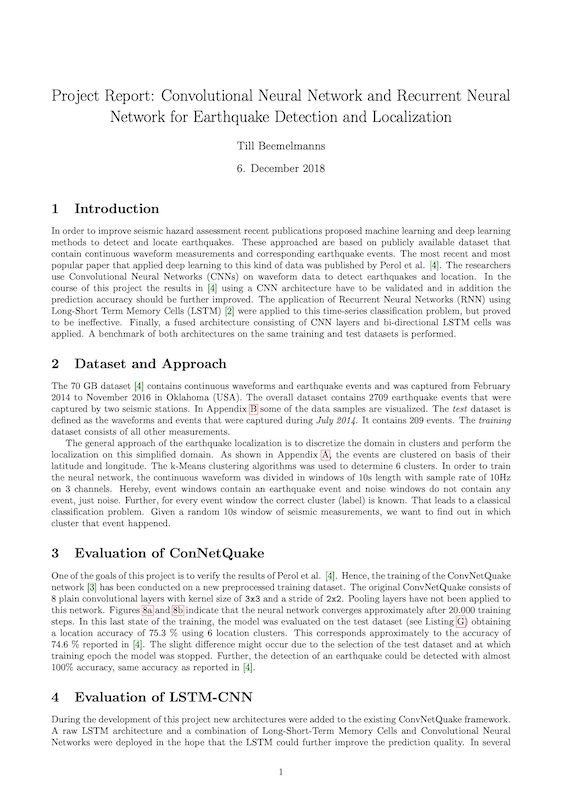 Project Report: Convolutional Neural Network and Recurrent Neural
Network for Earthquake Detection and Localization
Till Beemelmanns
6. December 2018
1 Introduction
In order to improve seismic hazard assessment recent publications proposed machine learning and deep learning
methods to detect and locate earthquakes. These approached are based on publicly available dataset that
contain continuous waveform measurements and corresponding earthquake events. The most recent and most
popular paper that applied deep learning to this kind of data was published by Perol et al. [4]. The researchers
use Convolutional Neural Networks (CNNs) on waveform data to detect earthquakes and location. In the
course of this project the results in [4] using a CNN architecture have to be validated and in addition the
prediction accuracy should be further improved. The application of Recurrent Neural Networks (RNN) using
Long-Short Term Memory Cells (LSTM) [2] were applied to this time-series classification problem, but proved
to be ineffective. Finally, a fused architecture consisting of CNN layers and bi-directional LSTM cells was
applied. A benchmark of both architectures on the same training and test datasets is performed.
2 Dataset and Approach
The 70 GB dataset [4] contains continuous waveforms and earthquake events and was captured from February
2014 to November 2016 in Oklahoma (USA). The overall dataset contains 2709 earthquake events that were
captured by two seismic stations. In Appendix B some of the data samples are visualized. The test dataset is
defined as the waveforms and events that were captured during July 2014. It contains 209 events. The training
dataset consists of all other measurements.
The general approach of the earthquake localization is to discretize the domain in clusters and perform the
localization on this simplified domain. As shown in Appendix A, the events are clustered on basis of their
latitude and longitude. The k-Means clustering algorithms was used to determine 6 clusters. In order to train
the neural network, the continuous waveform was divided in windows of 10s length with sample rate of 10Hz
on 3 channels. Hereby, event windows contain an earthquake event and noise windows do not contain any
event, just noise. Further, for every event window the correct cluster (label) is known. That leads to a classical
classification problem. Given a random 10s window of seismic measurements, we want to find out in which
cluster that event happened.
3 Evaluation of ConNetQuake
One of the goals of this project is to verify the results of Perol et al. [4]. Hence, the training of the ConvNetQuake
network [3] has been conducted on a new preprocessed training dataset. The original ConvNetQuake consists of
8 plain convolutional layers with kernel size of 3x3 and a stride of 2x2. Pooling layers have not been applied to
this network. Figures 8a and 8b indicate that the neural network converges approximately after 20.000 training
steps. In this last state of the training, the model was evaluated on the test dataset (see Listing G) obtaining
a location accuracy of 75.3 % using 6 location clusters. This corresponds approximately to the accuracy of
74.6 % reported in [4]. The slight difference might occur due to the selection of the test dataset and at which
training epoch the model was stopped. Further, the detection of an earthquake could be detected with almost
100% accuracy, same accuracy as reported in [4].
4 Evaluation of LSTM-CNN
During the development of this project new architectures were added to the existing ConvNetQuake framework.
A raw LSTM architecture and a combination of Long-Short-Term Memory Cells and Convolutional Neural
Networks were deployed in the hope that the LSTM could further improve the prediction quality. In several
1